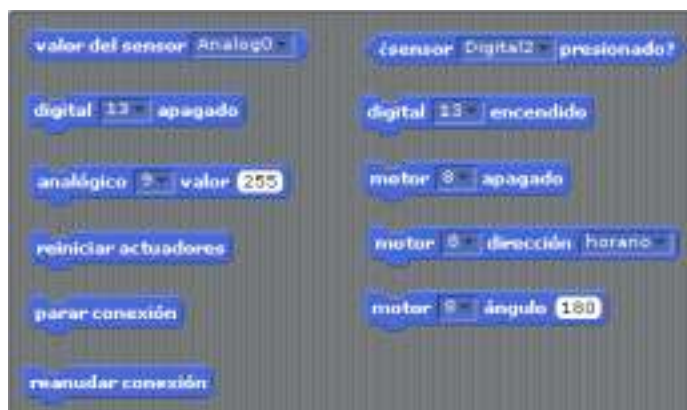 valor del sensor Analog0
¿sensor Digital2 presionado?
digital 13 apagado
digital 13 encendido
analógico 9 valor 255
motor 8 apagado
reiniciar actuadores
motor 8 dirección horario
parar conexión
motor 8 ángulo 180
reanudar conexión